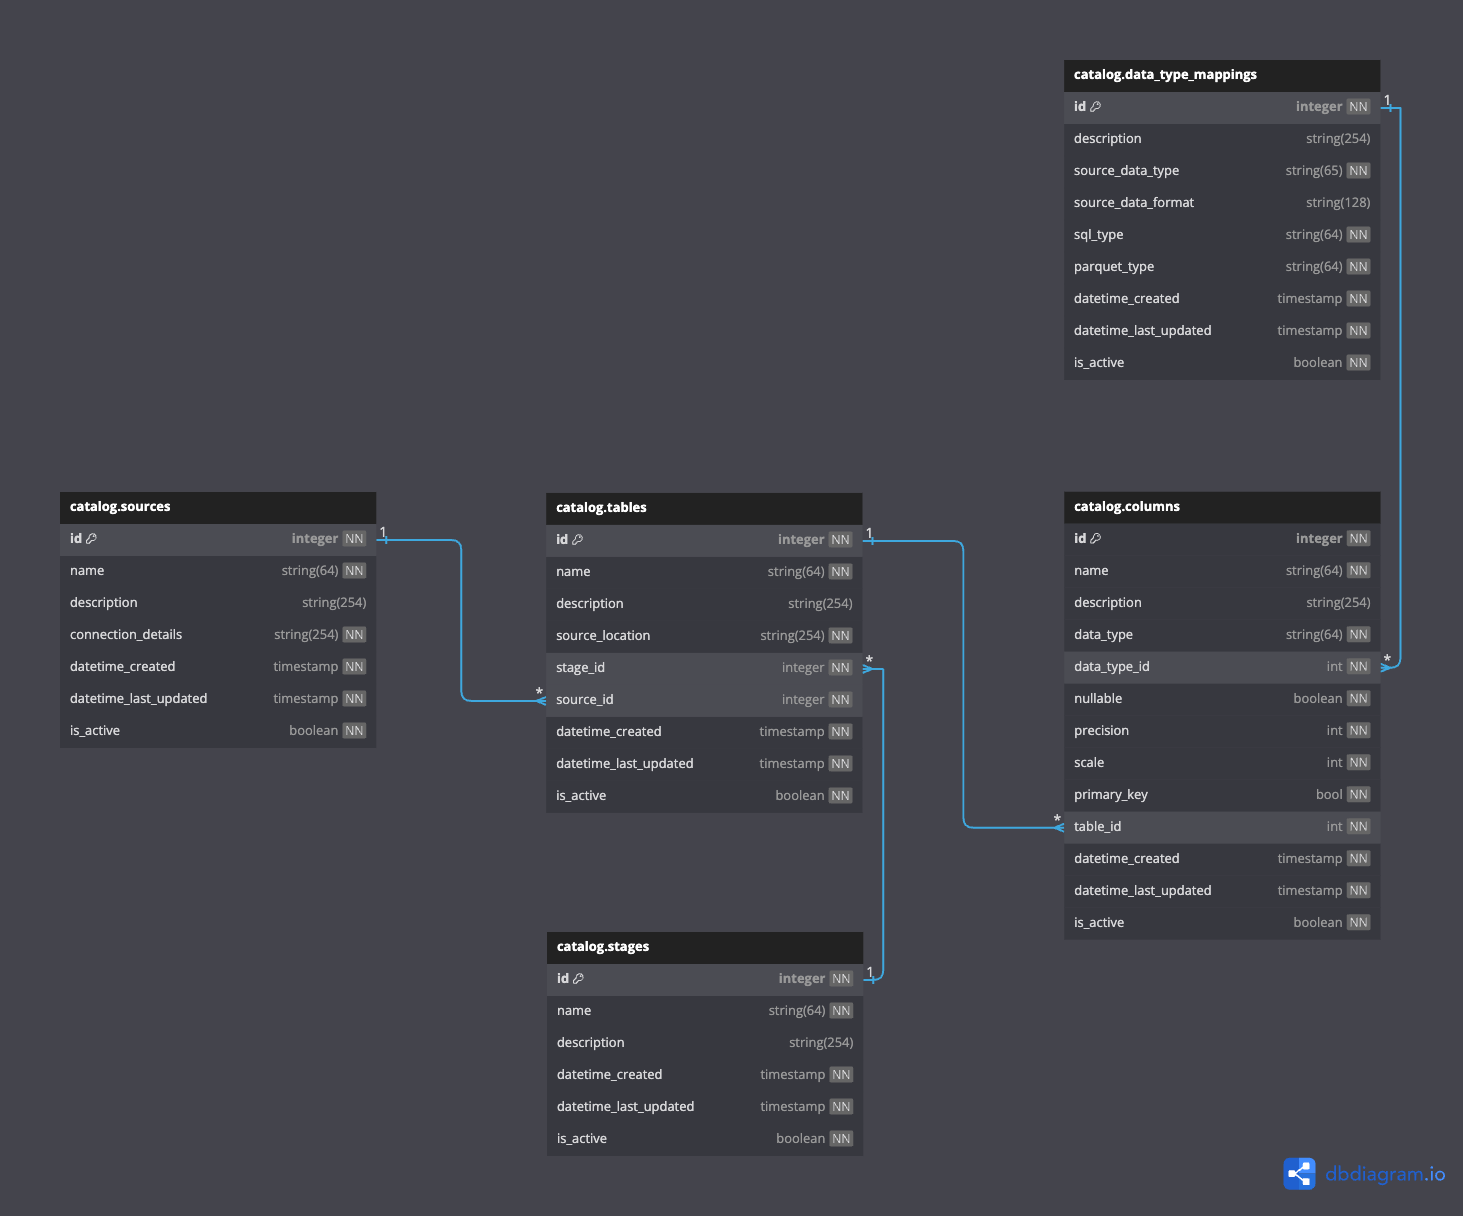 catalog.data_type_mappings
id integer NN
description string(254)
source_data_type string(65) NN
source_data_format string(128)
sql_type string(64) NN
parquet_type string(64) NN
datetime_created timestamp NN
datetime_last_updated timestamp NN
is_active boolean NN
1
*
catalog.sources
id integer NN
name string(64) NN
description string(254)
connection_details string(254) NN
datetime_created timestamp NN
datetime_last_updated timestamp NN
is_active boolean NN
1
*
catalog.tables
id integer NN
name string(64) NN
description string(254)
source_location string(254) NN
stage_id integer NN
source_id integer NN
datetime_created timestamp NN
datetime_last_updated timestamp NN
is_active boolean NN
1
*
*
catalog.columns
id integer NN
name string(64) NN
description string(254)
data_type string(64) NN
data_type_id int NN
nullable boolean NN
precision int NN
scale int NN
primary_key bool NN
table_id int NN
datetime_created timestamp NN
datetime_last_updated timestamp NN
is_active boolean NN
catalog.stages
id integer NN
name string(64) NN
description string(254)
datetime_created timestamp NN
datetime_last_updated timestamp NN
is_active boolean NN
1
dbdiagram.io